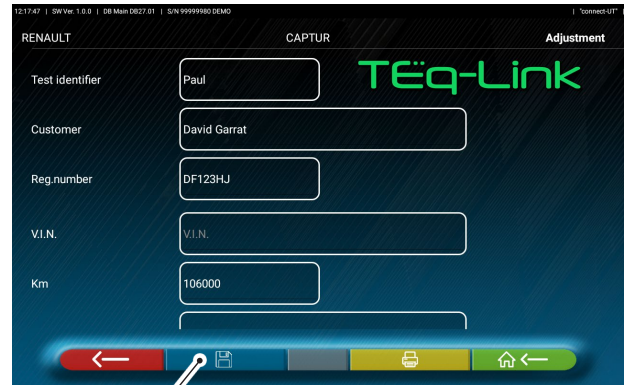 12:17:47 | SW Ver. 1.0.0 | DB Main DB27.01 | S/N 99999980 DEMO | "connect-UT" |
RENAULT CAPTUR Adjustment
TEq-Link
Test identifier Paul
Customer David Garrat
Reg.number DF123HJ
V.I.N. V.I.N.
Km 106000